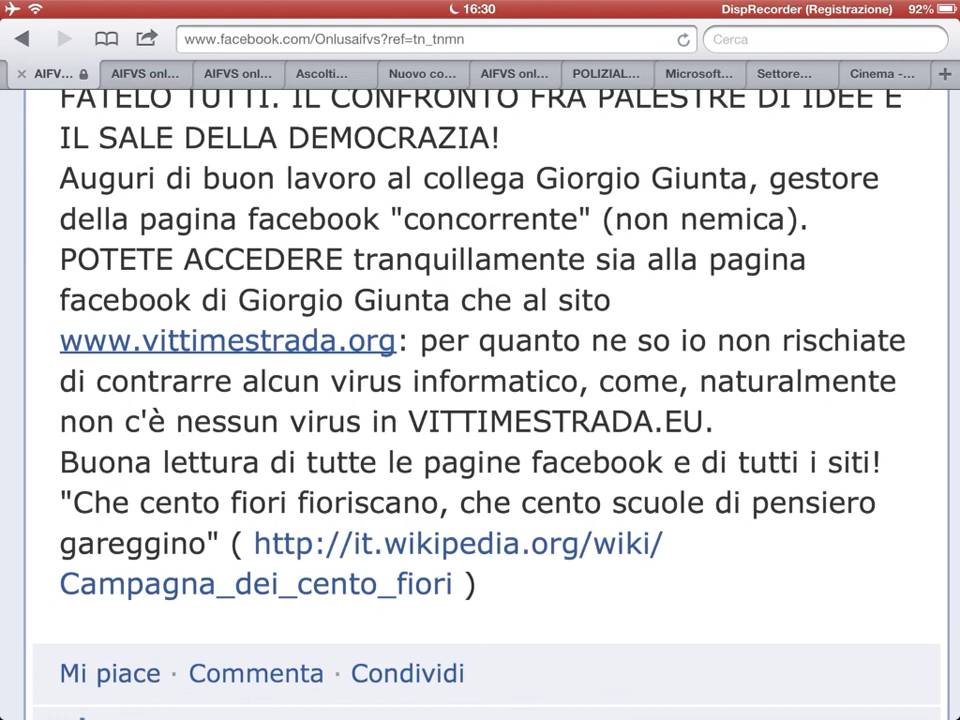 16:30
DispRecorder (Registrazione)
92%
www.facebook.com/Onlusaifvs?ref=tn_tnmn
Cerca
AIFV...
AIFVS onl...
AIFVS onl...
Ascolti...
Nuovo co...
AIFVS onl...
POLIZIAL...
Microsoft...
Settore...
Cinema -...
FATELO TUTTI. IL CONFRONTO FRA PALESTRE DI IDEE E
IL SALE DELLA DEMOCRAZIA!
Auguri di buon lavoro al collega Giorgio Giunta, gestore
della pagina facebook "concorrente" (non nemica).
POTETE ACCEDERE tranquillamente sia alla pagina
facebook di Giorgio Giunta che al sito
www.vittimestrada.org: per quanto ne so io non rischiate
di contrarre alcun virus informatico, come, naturalmente
non c'è nessun virus in VITTIMESTRADA.EU.
Buona lettura di tutte le pagine facebook e di tutti i siti!
"Che cento fiori fioriscano, che cento scuole di pensiero
gareggino" ( http://it.wikipedia.org/wiki/
Campagna_dei_cento_fiori )
Mi piace · Commenta · Condividi